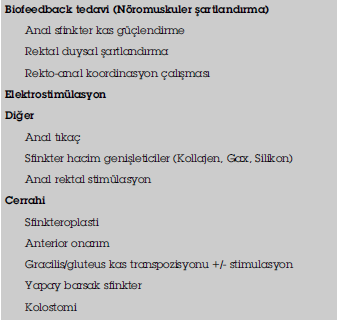 Biofeedback tedavi (Nöromuskuler şartlandırma)
Anal sfinkter kas güçlendirme
Rektal duysal şartlandırma
Rekto-anal koordinasyon çalışması
Elektrostimülasyon
Diğer
Anal tıkaç
Sfinkter hacim genişleticiler (Kollajen, Gax, Silikon)
Anal rektal stimülasyon
Cerrahi
Sfinkteroplasti
Anterior onarım
Gracilis/gluteus kas transpozisyonu +/- stimulasyon
Yapay barsak sfinkter
Kolostomi